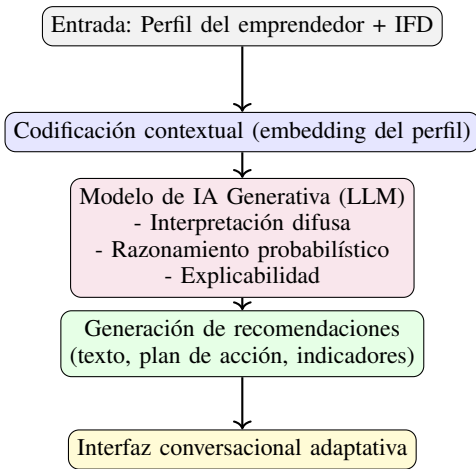 Entrada: Perfil del emprendedor + IFD
Codificación contextual (embedding del perfil)
Modelo de IA Generativa (LLM)
- Interpretación difusa
- Razonamiento probabilístico
- Explicabilidad
Generación de recomendaciones
(texto, plan de acción, indicadores)
Interfaz conversacional adaptativa